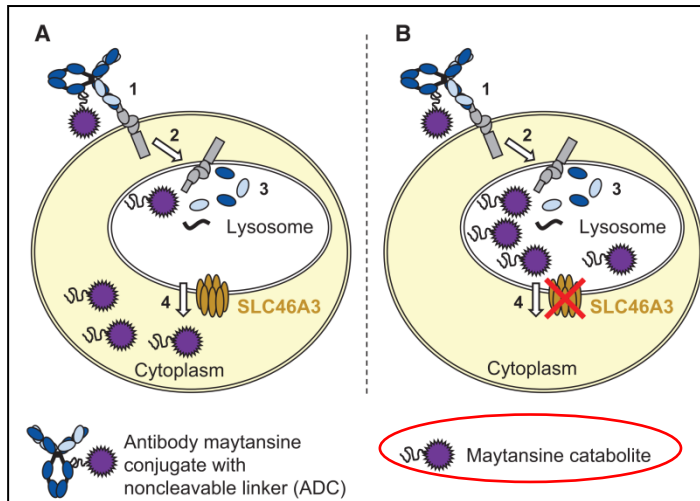 A
B
1
1
2
2
3
3
Lysosome
Lysosome
4
SLC46A3
4
SLC46A3
Cytoplasm
Cytoplasm
Antibody maytansine
conjugate with
noncleavable linker (ADC)
Maytansine catabolite